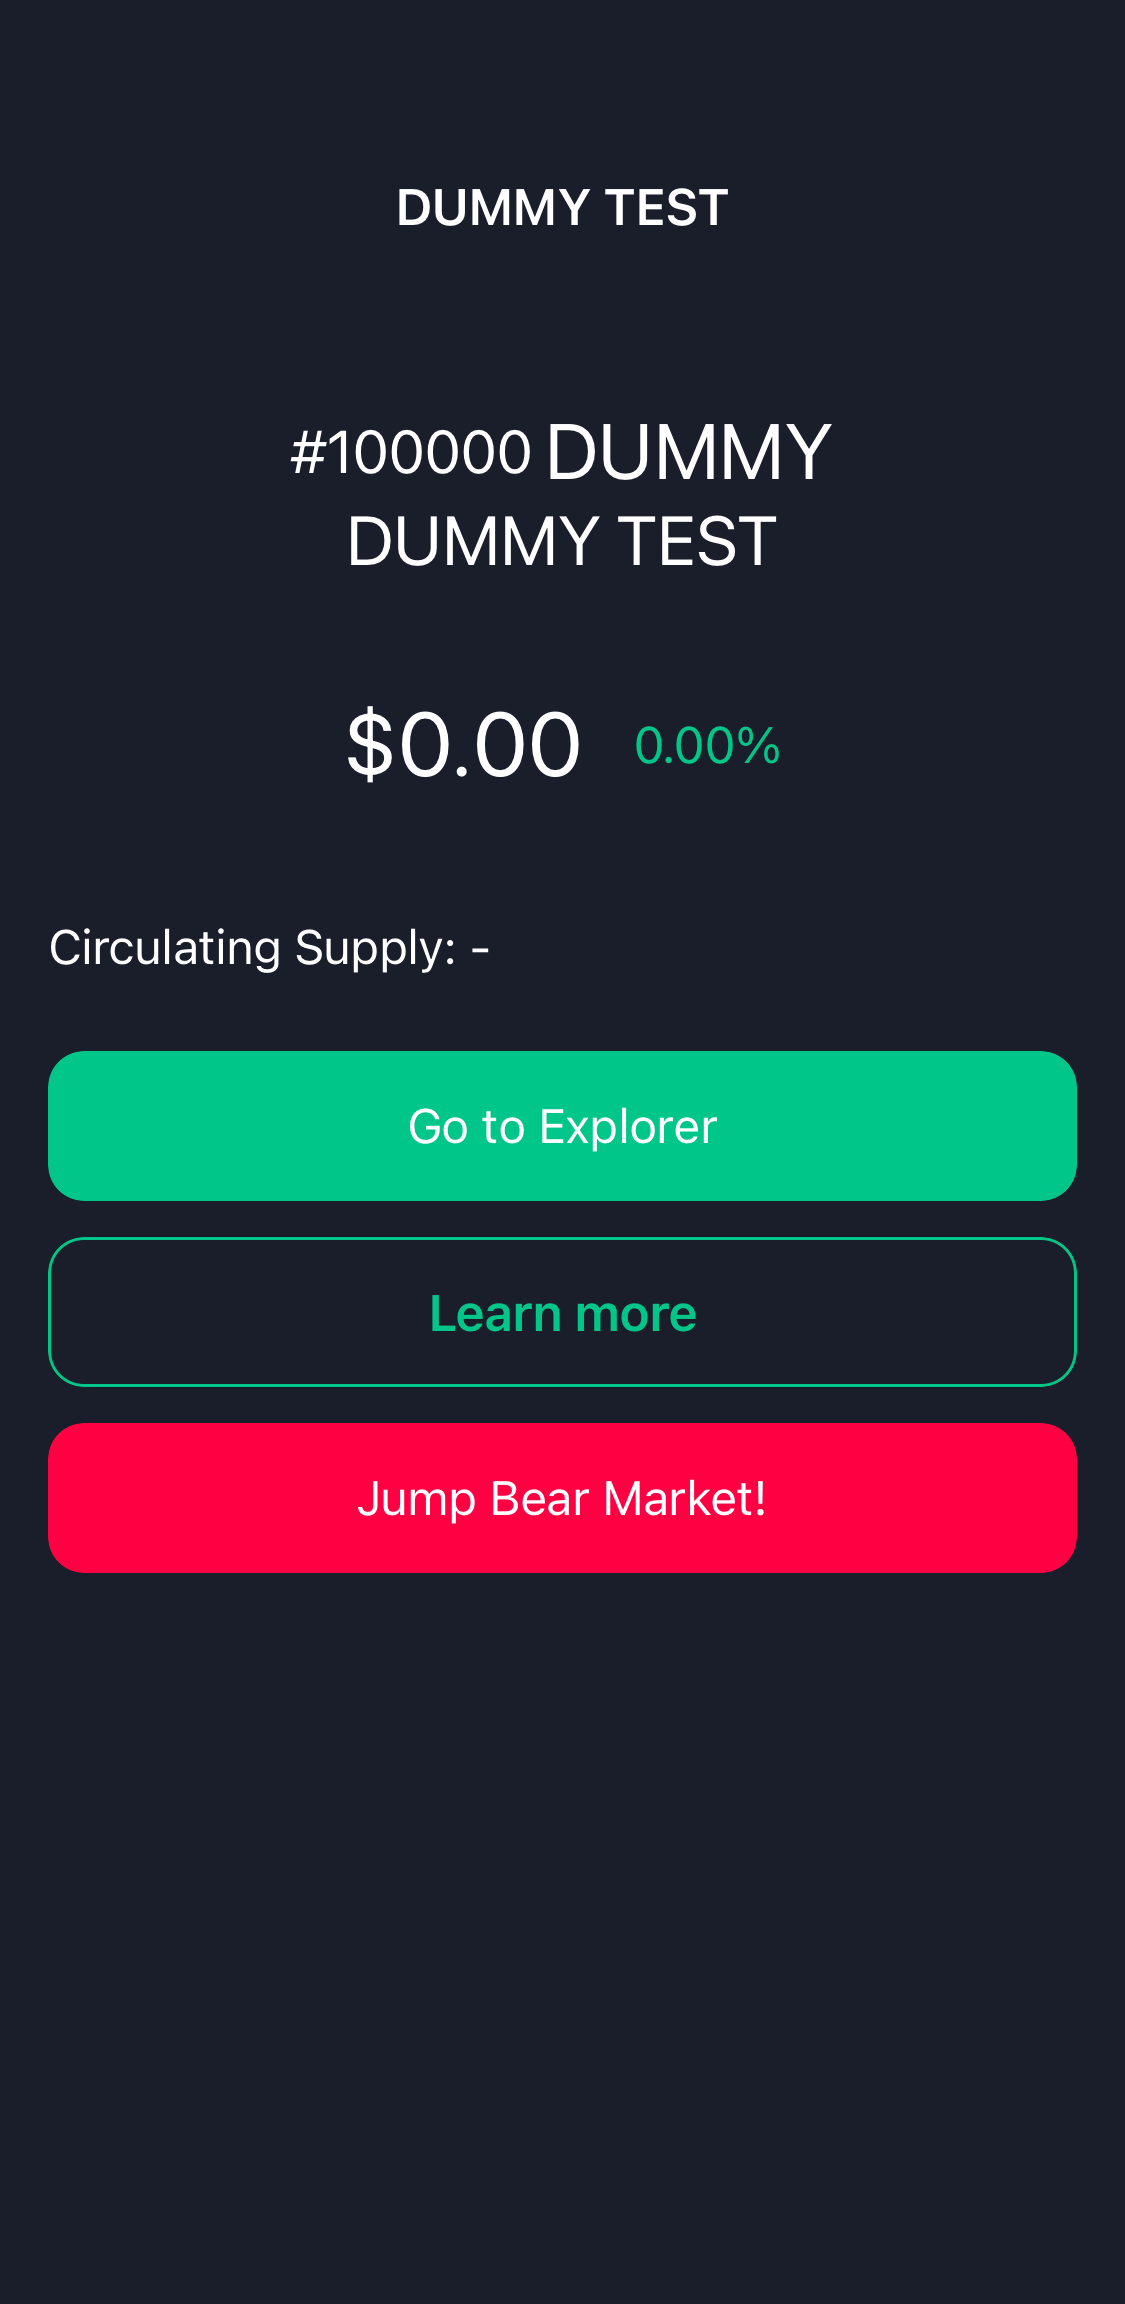 DUMMY TEST
#100000 DUMMY
DUMMY TEST
$0.00 0.00%
Circulating Supply: -
Go to Explorer
Learn more
Jump Bear Market!